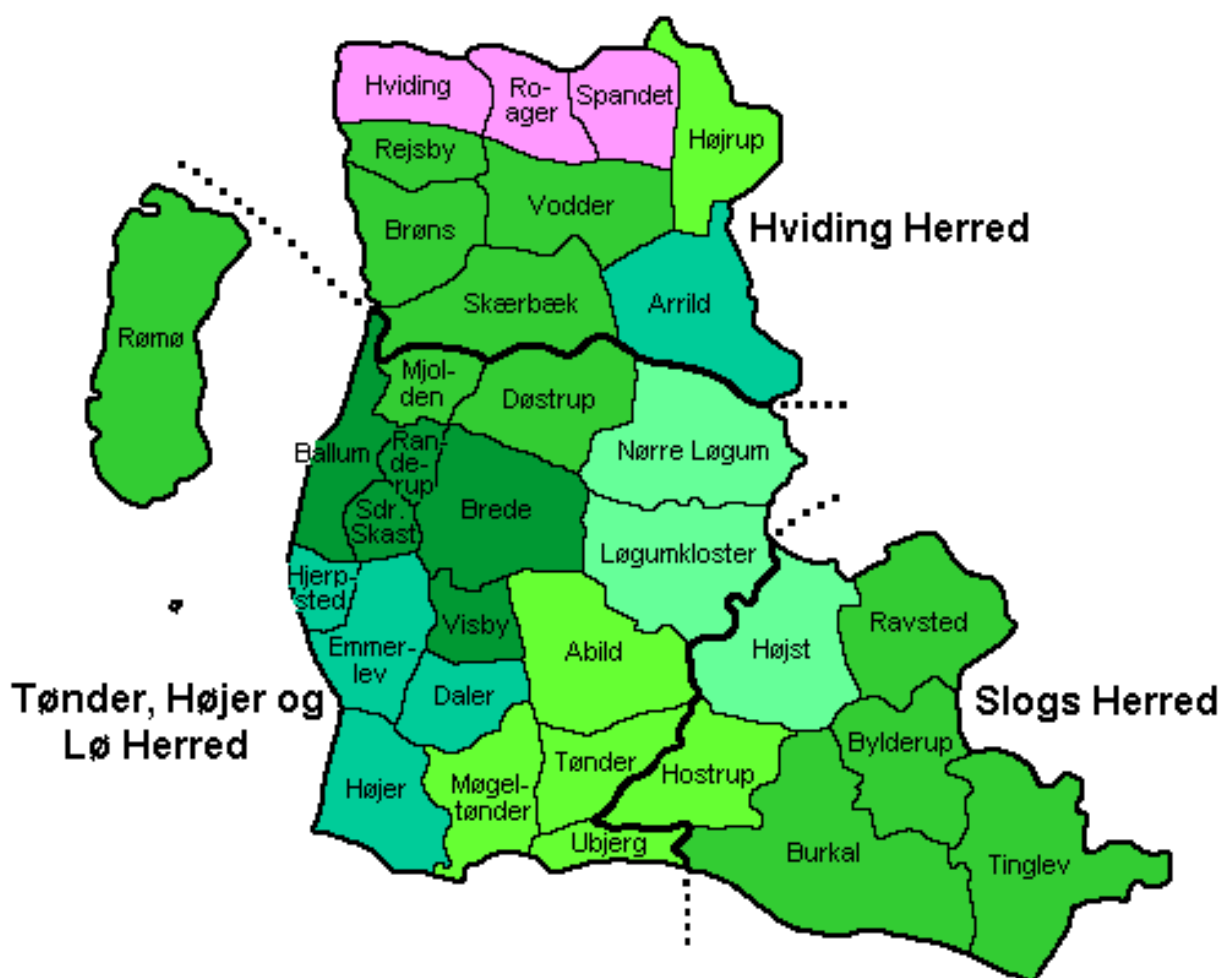 Hviding
Ro-
ager
Spandet
Højrup
Rejsby
Vodder
Brøns
Hviding Herred
Skærbæk
Arrild
Rømø
Mjol-
den
Døstrup
Ballum
Ran-
de-
rup
Nørre Løgum
Sdr.
Skast
Brede
Løgumkloster
Hjerp-
sted
Visby
Ravsted
Emmer-
lev
Abild
Højst
Daler
Tønder, Højer og
Lø Herred
Slogs Herred
Bylderup
Højer
Møgel-
tønder
Tønder
Hostrup
Ubjerg
Burkal
Tinglev